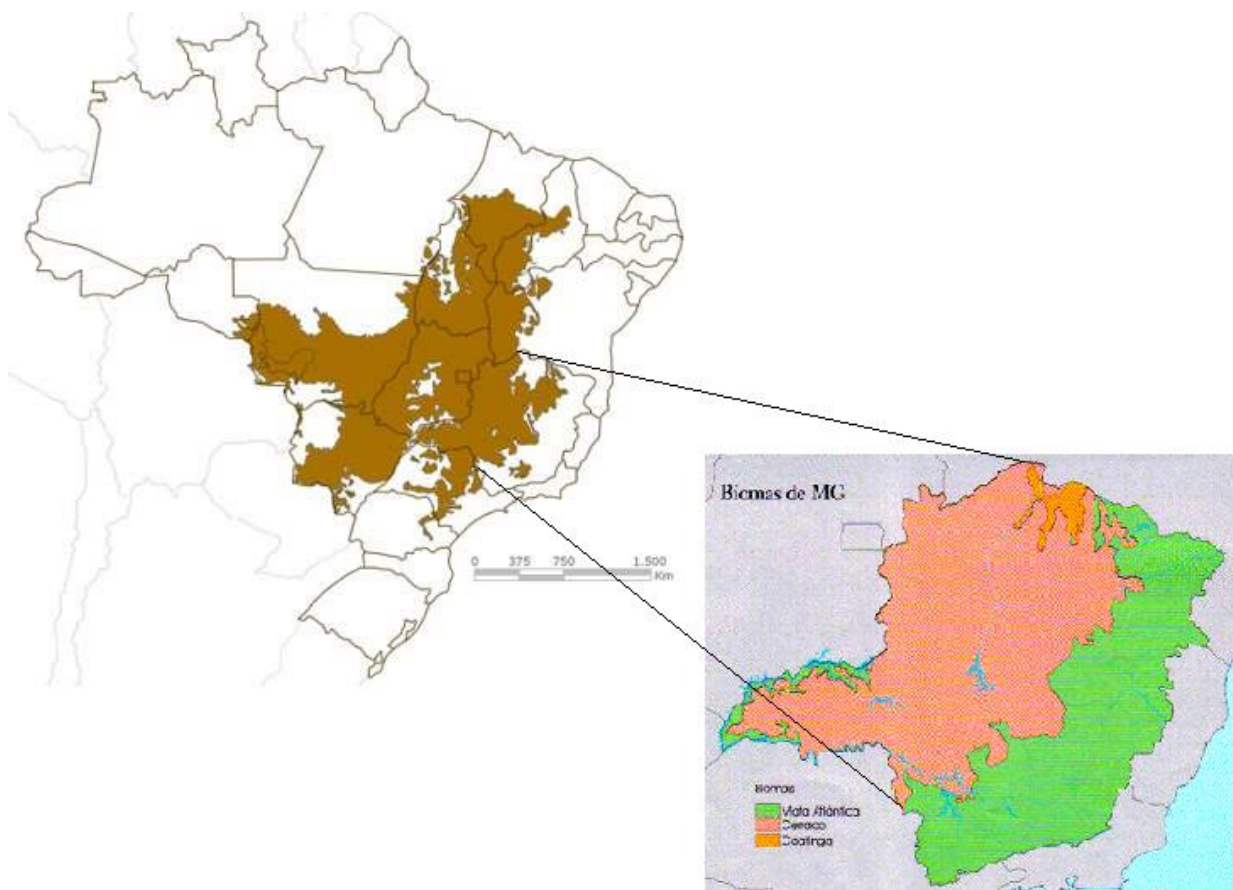 0 375 750 1.500
Km
Biomas de MG
Biomas
Mata Atlântica
Cerrado
Caatinga